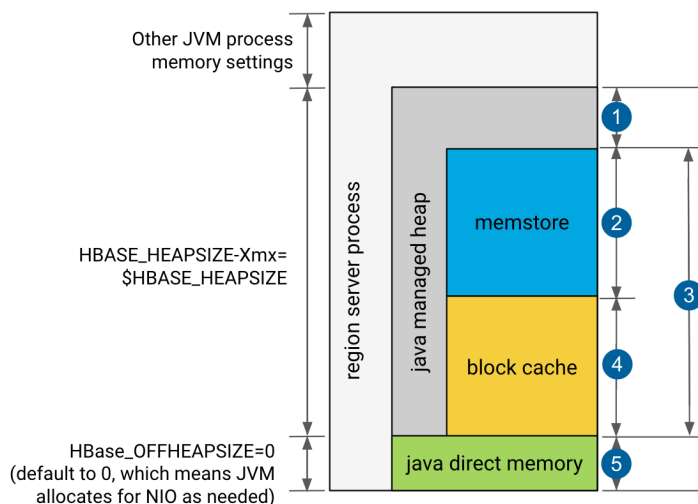 Other JVM process
memory settings
1
memstore
2
HBASE_HEAPSIZE-Xmx=
$HBASE_HEAPSIZE
region server process
java managed heap
3
block cache
4
HBase_OFFHEAPSIZE=0
(default to 0, which means JVM
allocates for NIO as needed)
java direct memory
5